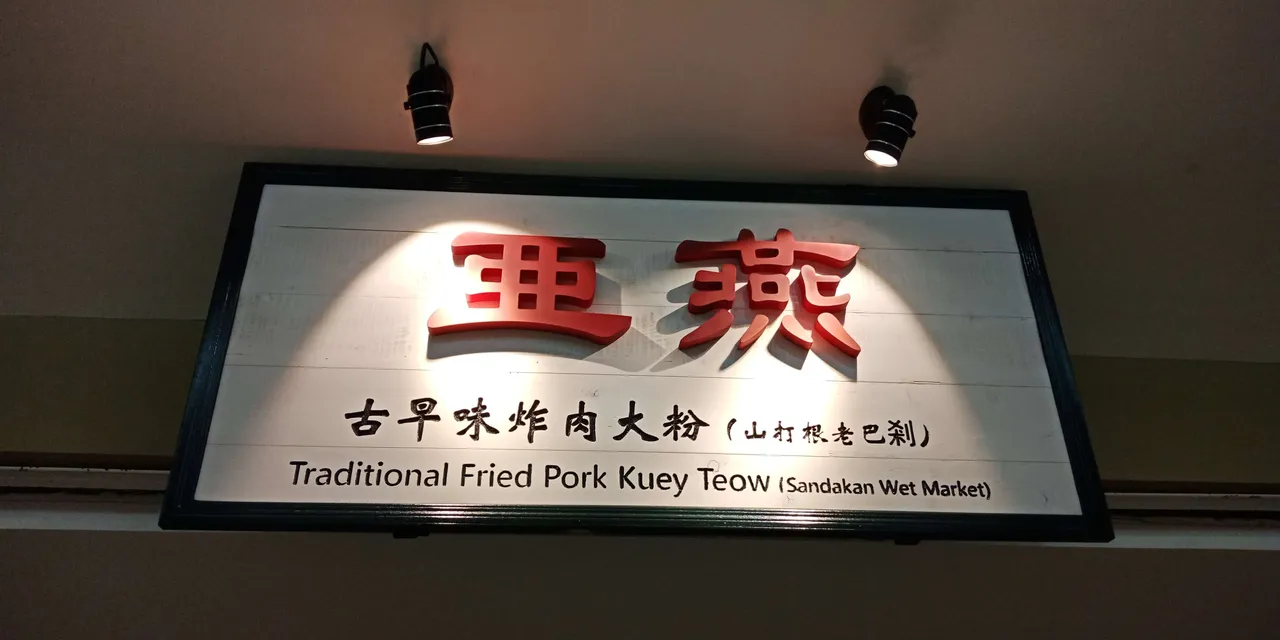 亜燕
古早味炸肉大粉（山打根老巴刹）
Traditional Fried Pork Kuey Teow (Sandakan Wet Market)